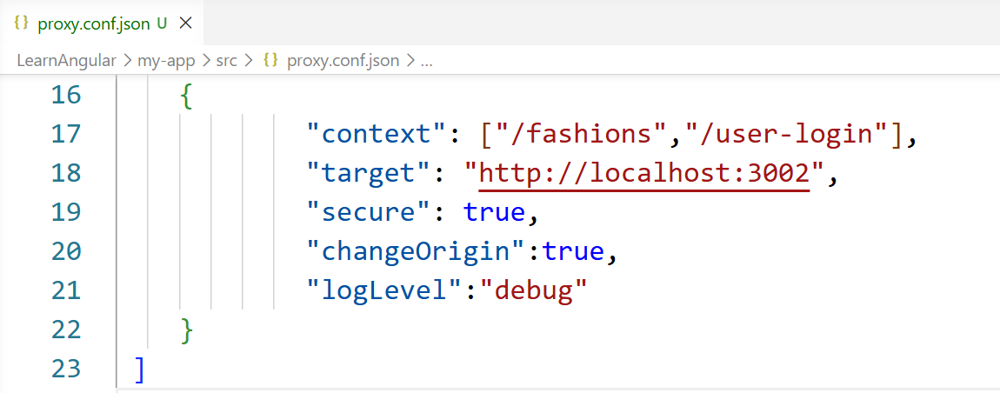 {} proxy.conf.json U ×
LearnAngular > my-app > src > {} proxy.conf.json > ...
16 {
17 "context": ["/fashions","/user-login"],
18 "target": "http://localhost:3002",
19 "secure": true,
20 "changeOrigin":true,
21 "logLevel":"debug"
22 }
23 ]